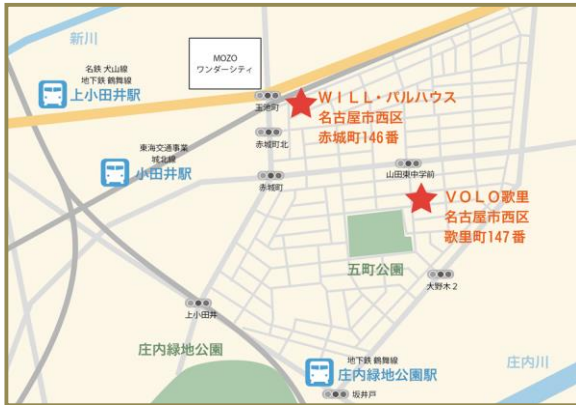 新川
MOZO
ワンダーシティ
名鉄 犬山線
地下鉄 鶴舞線
上小田井駅
WILL・パルハウス
名古屋市西区
赤城町146番
玉池町
赤城町北
東海交通事業
城北線
小田井駅
赤城町
山田東中学前
VOLO歌里
名古屋市西区
歌里町147番
五町公園
大野木2
上小田井
庄内緑地公園
地下鉄 鶴舞線
庄内緑地公園駅
庄内川
坂井戸